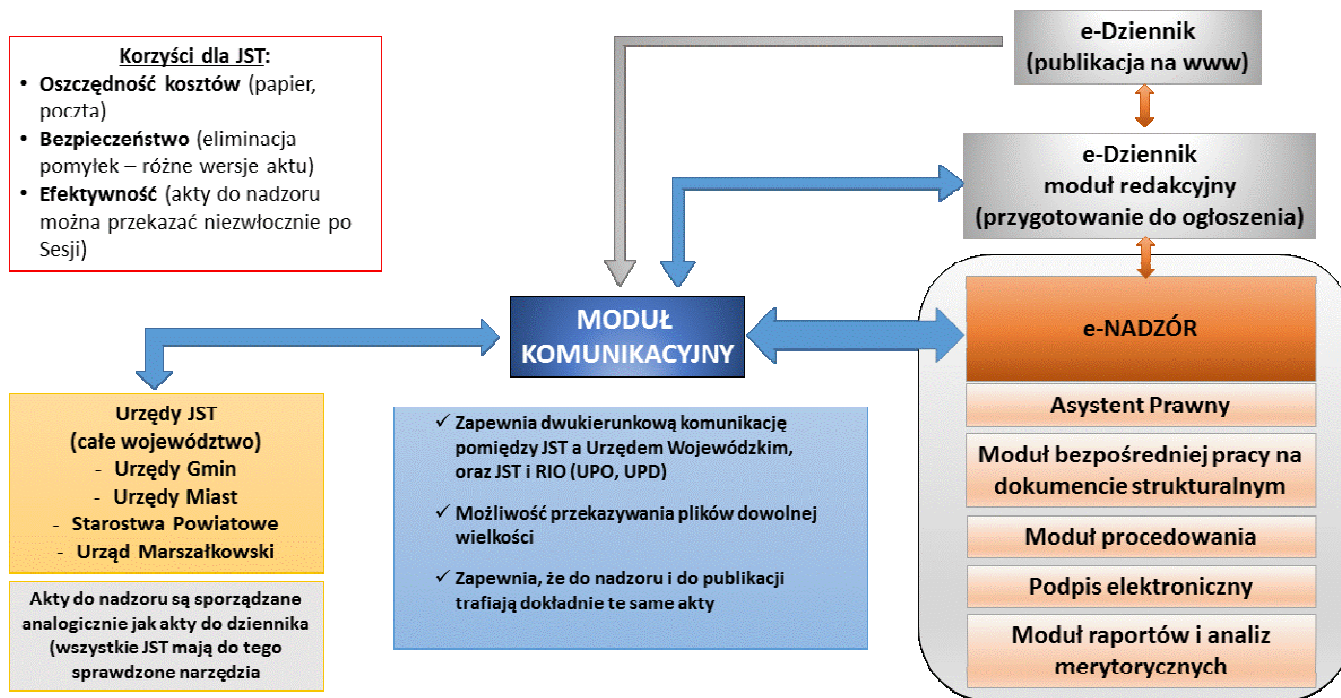 Korzyści dla JST:
• Oszczędność kosztów (papier,
poczta)
• Bezpieczeństwo (eliminacja
pomyłek – różne wersje aktu)
• Efektywność (akty do nadzoru
można przekazać niezwłocznie po
Sesji)
e-Dziennik
(publikacja na www)
e-Dziennik
moduł redakcyjny
(przygotowanie do ogłoszenia)
MODUŁ
KOMUNIKACYJNY
e-NADZÓR
Asystent Prawny
Moduł bezpośredniej pracy na
dokumencie strukturalnym
Moduł procedowania
Podpis elektroniczny
Moduł raportów i analiz
merytorycznych
Urzędy JST
(całe województwo)
- Urzędy Gmin
- Urzędy Miast
- Starostwa Powiatowe
- Urząd Marszałkowski
Akty do nadzoru są sporządzane
analogicznie jak akty do dziennika
(wszystkie JST mają do tego
sprawdzone narzędzia
✓ Zapewnia dwukierunkową komunikację
pomiędzy JST a Urzędem Wojewódzkim,
oraz JST i RIO (UPO, UPD)
✓ Możliwość przekazywania plików dowolnej
wielkości
✓ Zapewnia, że do nadzoru i do publikacji
trafiają dokładnie te same akty